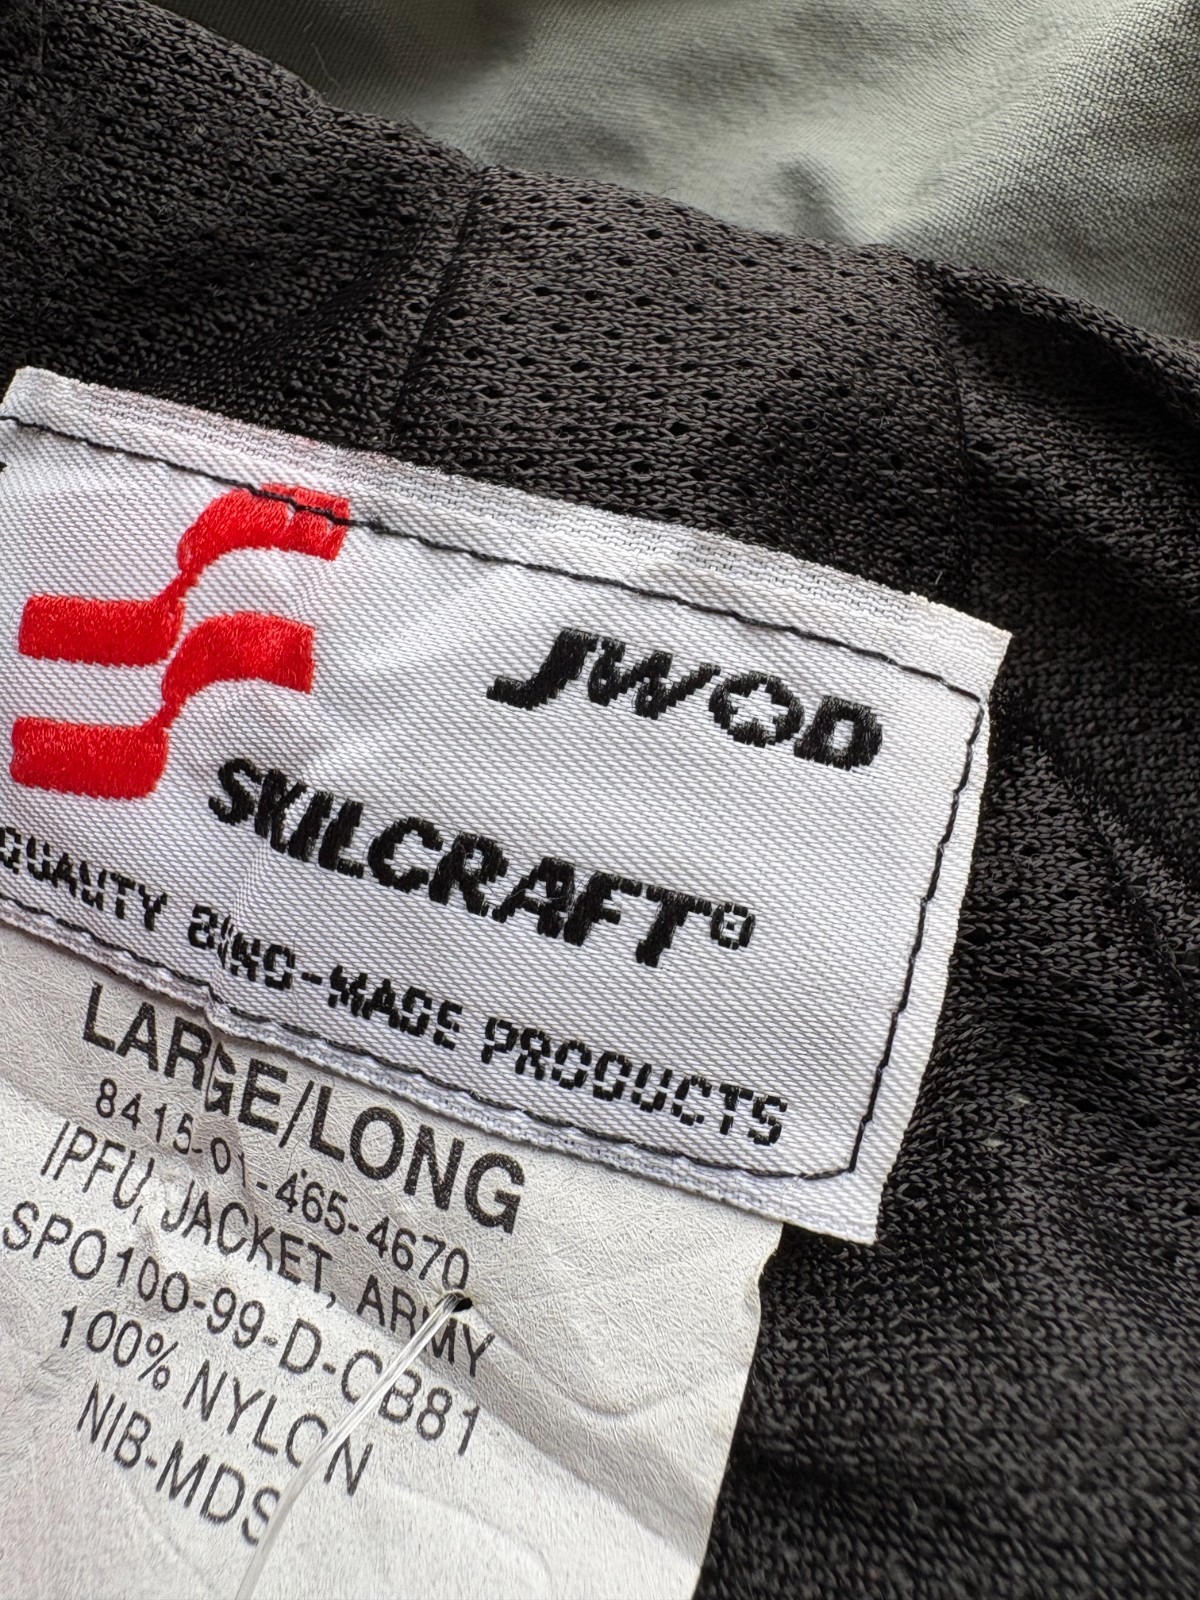 JWOD
SKILCRAFT®
QUALITY BLIND-MADE PRODUCTS
LARGE/LONG
8415-01-465-4670
IPFU, JACKET, ARMY
SPO100-99-D-CB81
100% NYLON
NIB-MDS